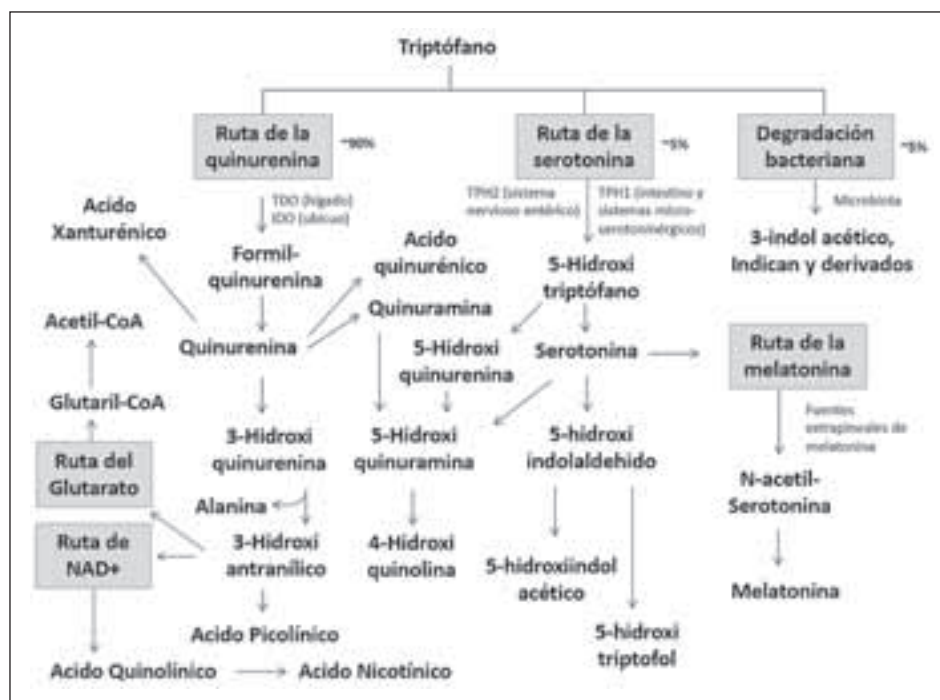 Triptófano
Ruta de la
quinurenina
~90%
Ruta de la
serotonina
~5%
Degradación
bacteriana
~5%
TDO (hígado)
IDO (ubicuo)
TPH2 (sistema
nervioso entérico)
TPH1 (intestino y
sistemas micro-
serotoninérgicos)
Microbiota
Acido
Xanturénico
Formil-
quinurenina
Acido
quinurénico
5-Hidroxi
triptófano
3-indol acético,
Indican y derivados
Acetil-CoA
Quinurenina
Quinuramina
5-Hidroxi
quinurenina
Serotonina
Ruta de la
melatonina
Glutaril-CoA
Fuentes
extrapineales de
melatonina
3-Hidroxi
quinurenina
5-Hidroxi
quinuramina
5-hidroxi
indolaldehido
Ruta del
Glutarato
Alanina
N-acetil-
Serotonina
Ruta de
NAD+
3-Hidroxi
antranílico
4-Hidroxi
quinolina
5-hidroxiindol
acético
Melatonina
Acido Picolínico
5-hidroxi
triptofol
Acido Quinolínico
Acido Nicotínico